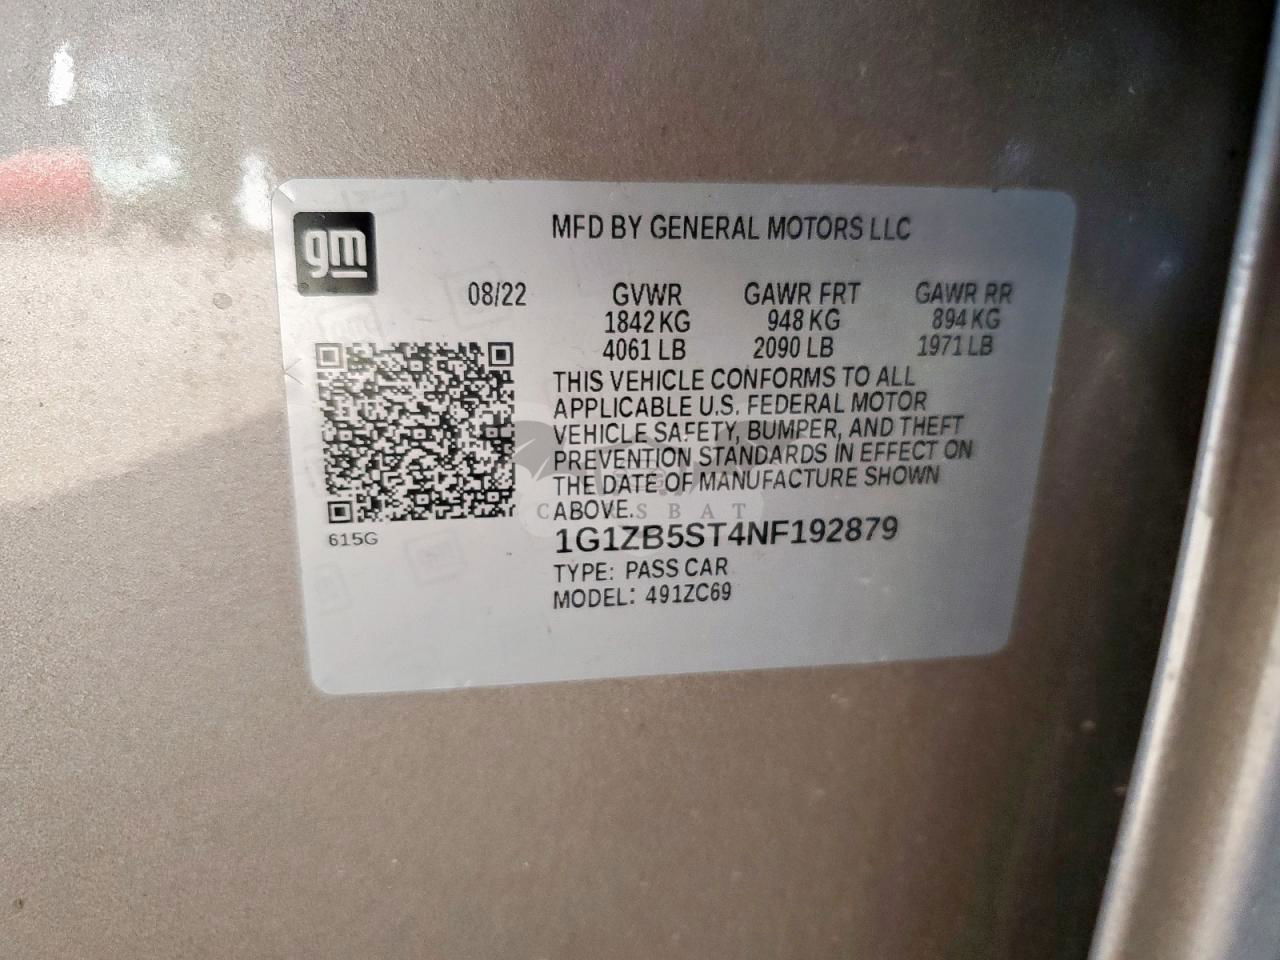 gm
MFD BY GENERAL MOTORS LLC
08/22 GVWR GAWR FRT GAWR RR
1842 KG 948 KG 894 KG
4061 LB 2090 LB 1971 LB
THIS VEHICLE CONFORMS TO ALL
APPLICABLE U.S. FEDERAL MOTOR
VEHICLE SAFETY, BUMPER, AND THEFT
PREVENTION STANDARDS IN EFFECT ON
THE DATE OF MANUFACTURE SHOWN
ABOVE.
1G1ZB5ST4NF192879
TYPE: PASS CAR
MODEL: 491ZC69
615G